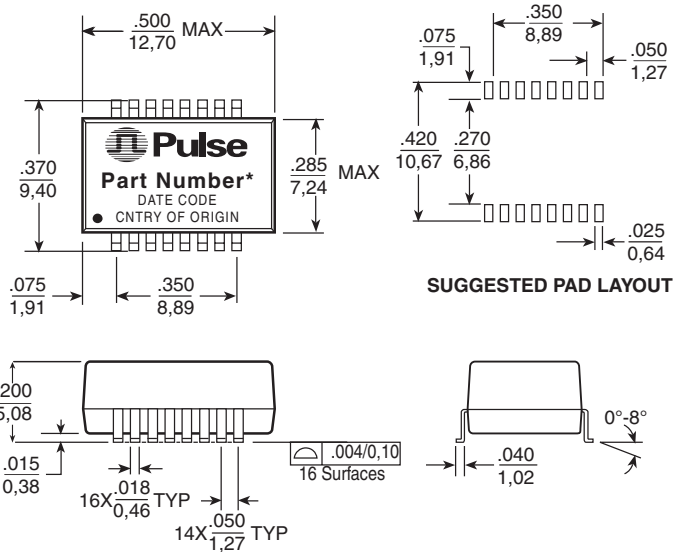 .500
12,70
MAX
.370
9,40
Pulse
Part Number*
DATE CODE
CNTRY OF ORIGIN
.285
7,24
MAX
.075
1,91
.350
8,89
.350
8,89
.075
1,91
.050
1,27
.420
10,67
.270
6,86
.025
0,64
SUGGESTED PAD LAYOUT
.200
5,08
.015
0,38
16X .018
0,46
TYP
14X .050
1,27
TYP
.004/0,10
16 Surfaces
.040
1,02
0°-8°